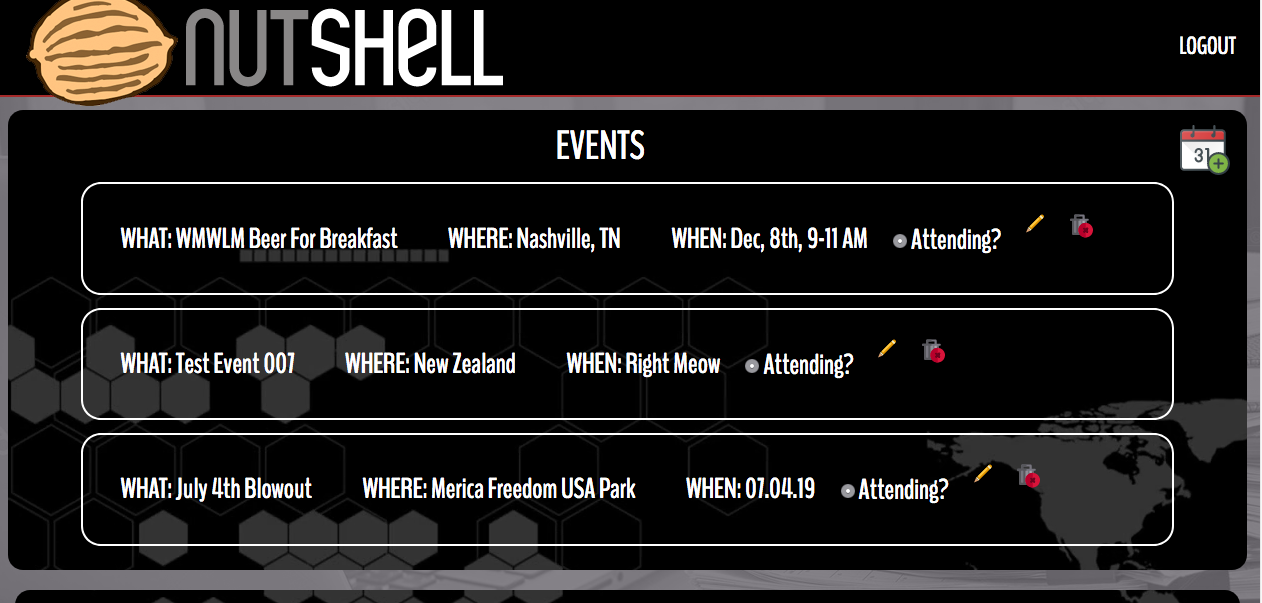 NUTSHELL
LOGOUT
EVENTS
31
WHAT: WMWLM Beer For Breakfast WHERE: Nashville, TN WHEN: Dec, 8th, 9-11 AM Attending?
WHAT: Test Event 007 WHERE: New Zealand WHEN: Right Meow Attending?
WHAT: July 4th Blowout WHERE: Merica Freedom USA Park WHEN: 07.04.19 Attending?